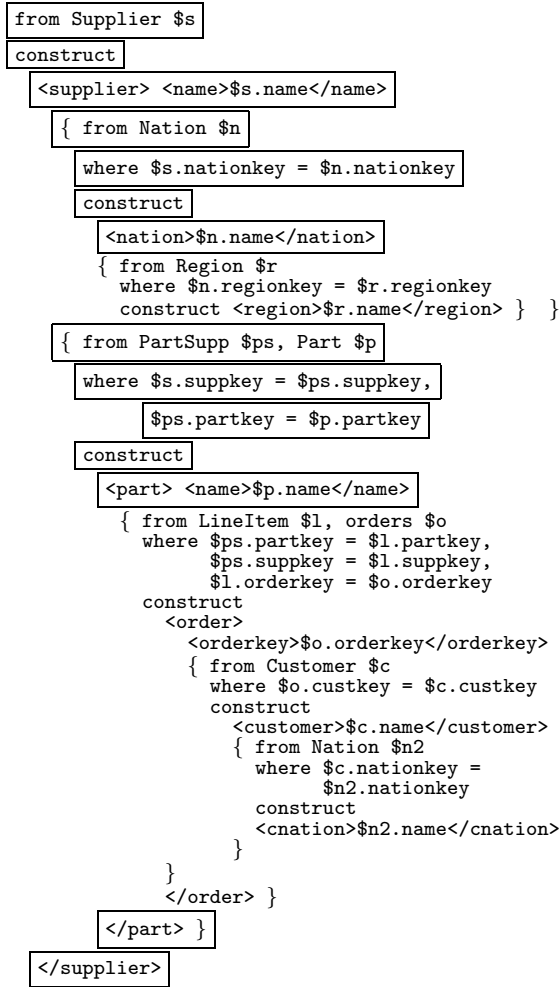 from Supplier $s
construct
<supplier> <name>$s.name</name>
{ from Nation $n
where $s.nationkey = $n.nationkey
construct
<nation>$n.name</nation>
{ from Region $r
where $n.regionkey = $r.regionkey
construct <region>$r.name</region> } }
{ from PartSupp $ps, Part $p
where $s.suppkey = $ps.suppkey,
$ps.partkey = $p.partkey
construct
<part> <name>$p.name</name>
{ from LineItem $l, orders $o
where $ps.partkey = $l.partkey,
$ps.suppkey = $l.suppkey,
$l.orderkey = $o.orderkey
construct
<order>
<orderkey>$o.orderkey</orderkey>
{ from Customer $c
where $o.custkey = $c.custkey
construct
<customer>$c.name</customer>
{ from Nation $n2
where $c.nationkey =
$n2.nationkey
construct
<cnation>$n2.name</cnation>
}
}
</order> }
</part> }
</supplier>